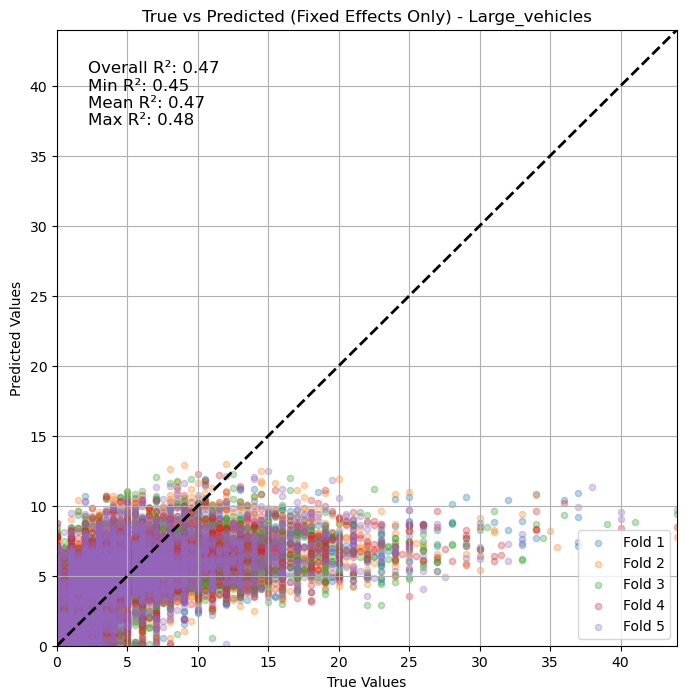 True vs Predicted (Fixed Effects Only) - Large_vehicles
Overall R²: 0.47
Min R²: 0.45
Mean R²: 0.47
Max R²: 0.48
Predicted Values
40
35
30
25
20
15
10
5
0
0 5 10 15 20 25 30 35 40
True Values
Fold 1
Fold 2
Fold 3
Fold 4
Fold 5